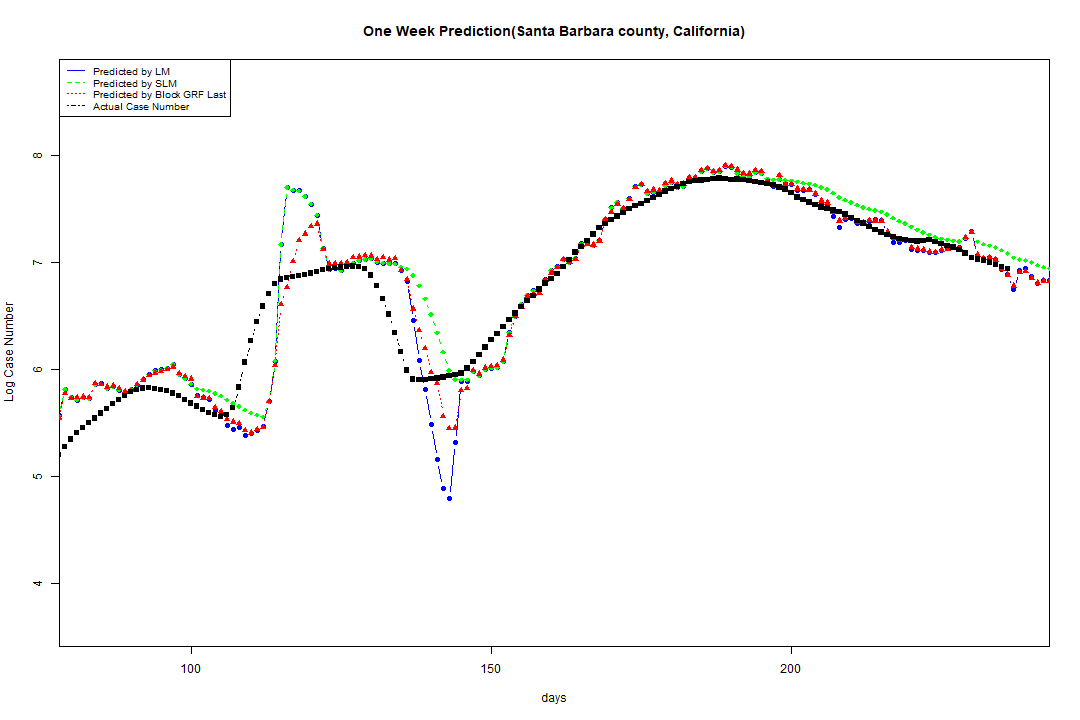 One Week Prediction(Santa Barbara county, California)
Predicted by LM
Predicted by SLM
Predicted by Block GRF Last
Actual Case Number
Log Case Number
8
7
6
5
4
100
150
200
days